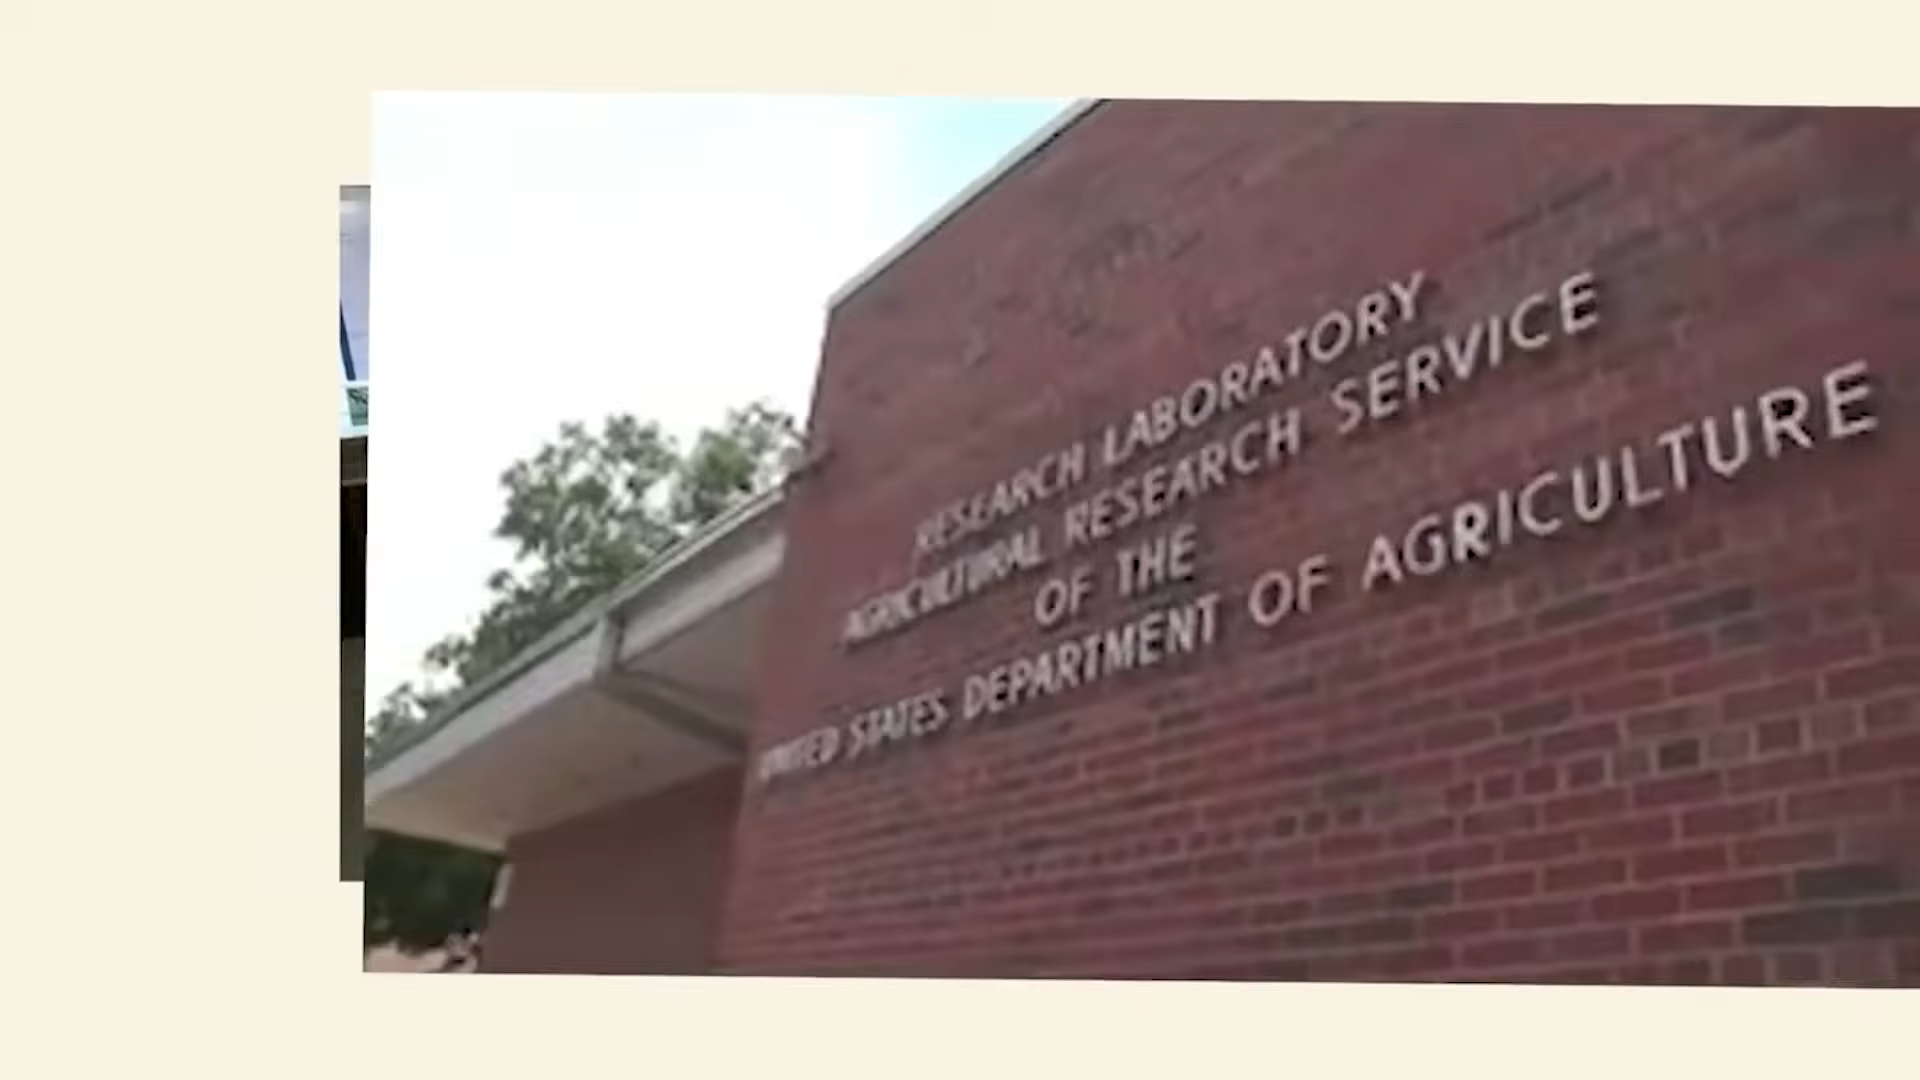 RESEARCH LABORATORY
AGRICULTURAL RESEARCH SERVICE
OF THE
UNITED STATES DEPARTMENT OF AGRICULTURE